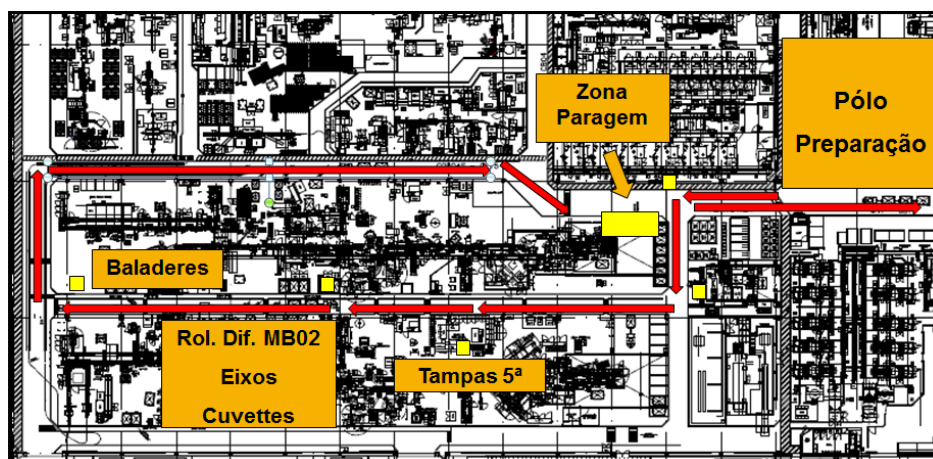 Zona
Paragem
Pólo
Preparação
Baladeres
Rol. Dif. MB02
Eixos
Cuvettes
Tampas 5ª